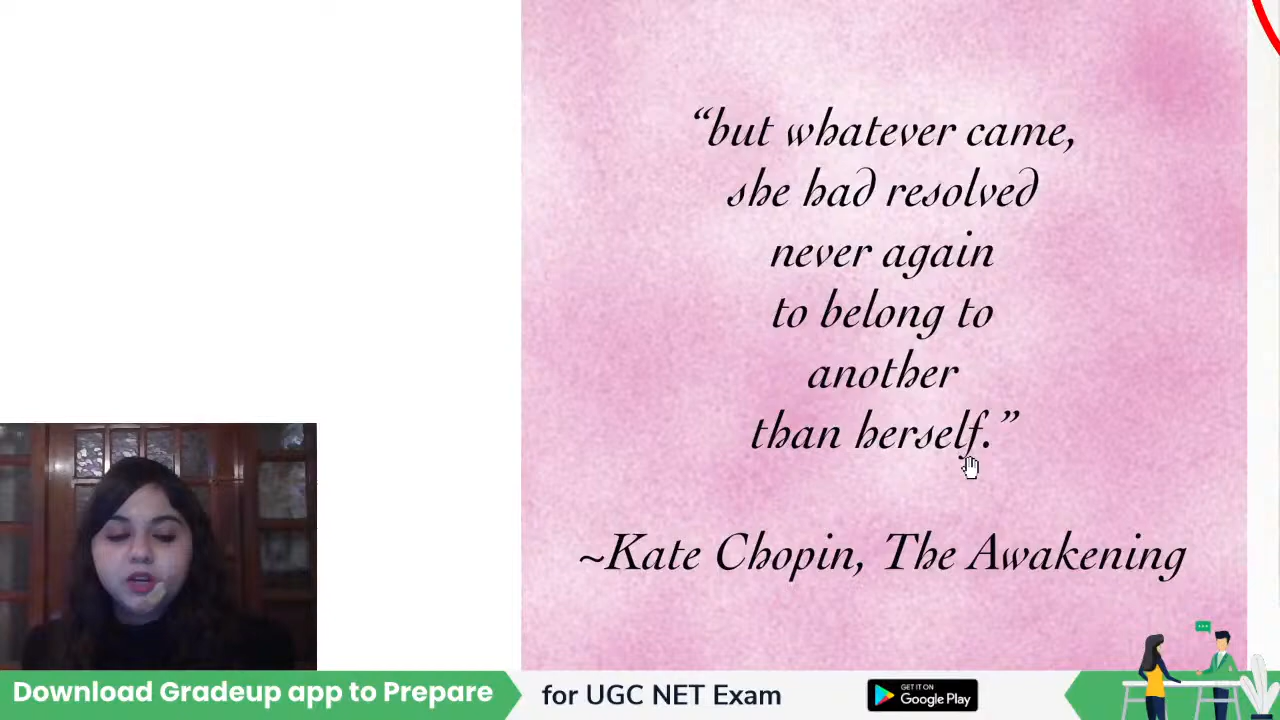 “but whatever came,
she had resolved
never again
to belong to
another
than herself.”
~Kate Chopin, The Awakening
Download Gradeup app to Prepare
for UGC NET Exam
GET IT ON
Google Play